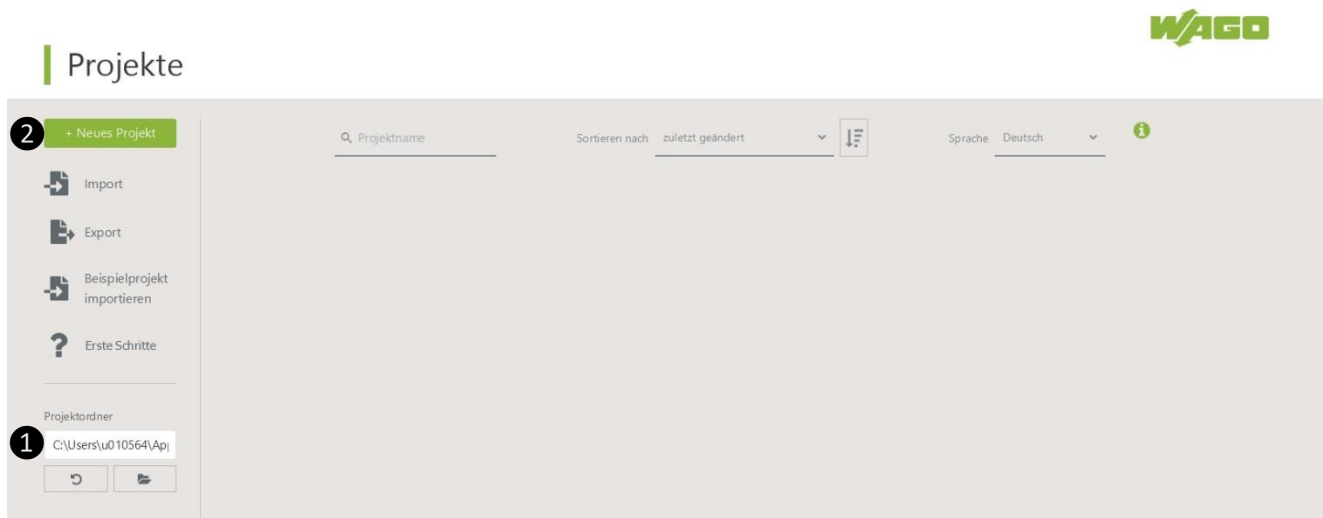 WAGO
Projekte
2 + Neues Projekt
Projektname
Sortieren nach zuletzt geändert
Sprache Deutsch
Import
Export
Beispielprojekt
importieren
Erste Schritte
Projektordner
1 C:\Users\u010564\Ap